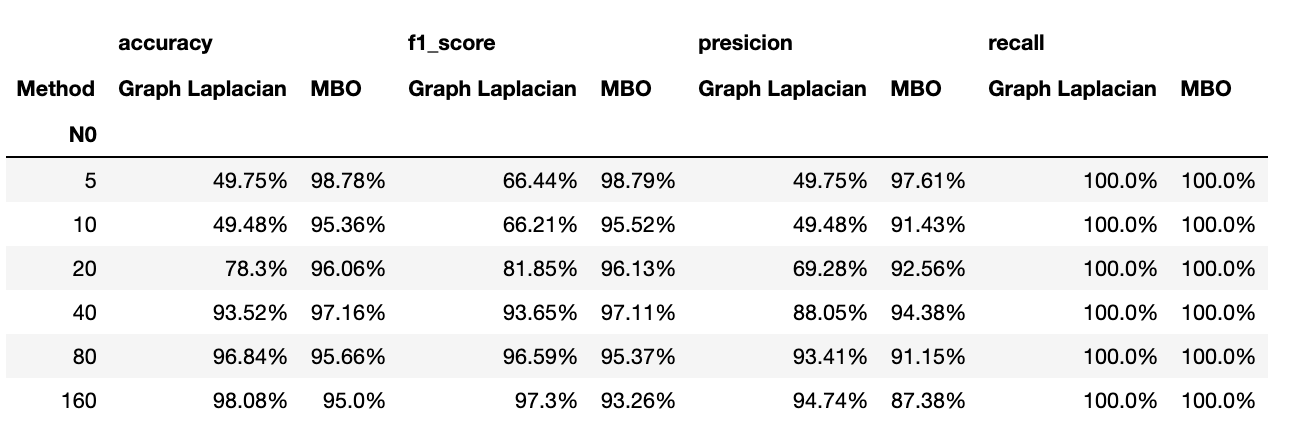 accuracy f1_score presicion recall
Method Graph Laplacian MBO Graph Laplacian MBO Graph Laplacian MBO Graph Laplacian MBO
N0
5 49.75% 98.78% 66.44% 98.79% 49.75% 97.61% 100.0% 100.0%
10 49.48% 95.36% 66.21% 95.52% 49.48% 91.43% 100.0% 100.0%
20 78.3% 96.06% 81.85% 96.13% 69.28% 92.56% 100.0% 100.0%
40 93.52% 97.16% 93.65% 97.11% 88.05% 94.38% 100.0% 100.0%
80 96.84% 95.66% 96.59% 95.37% 93.41% 91.15% 100.0% 100.0%
160 98.08% 95.0% 97.3% 93.26% 94.74% 87.38% 100.0% 100.0%